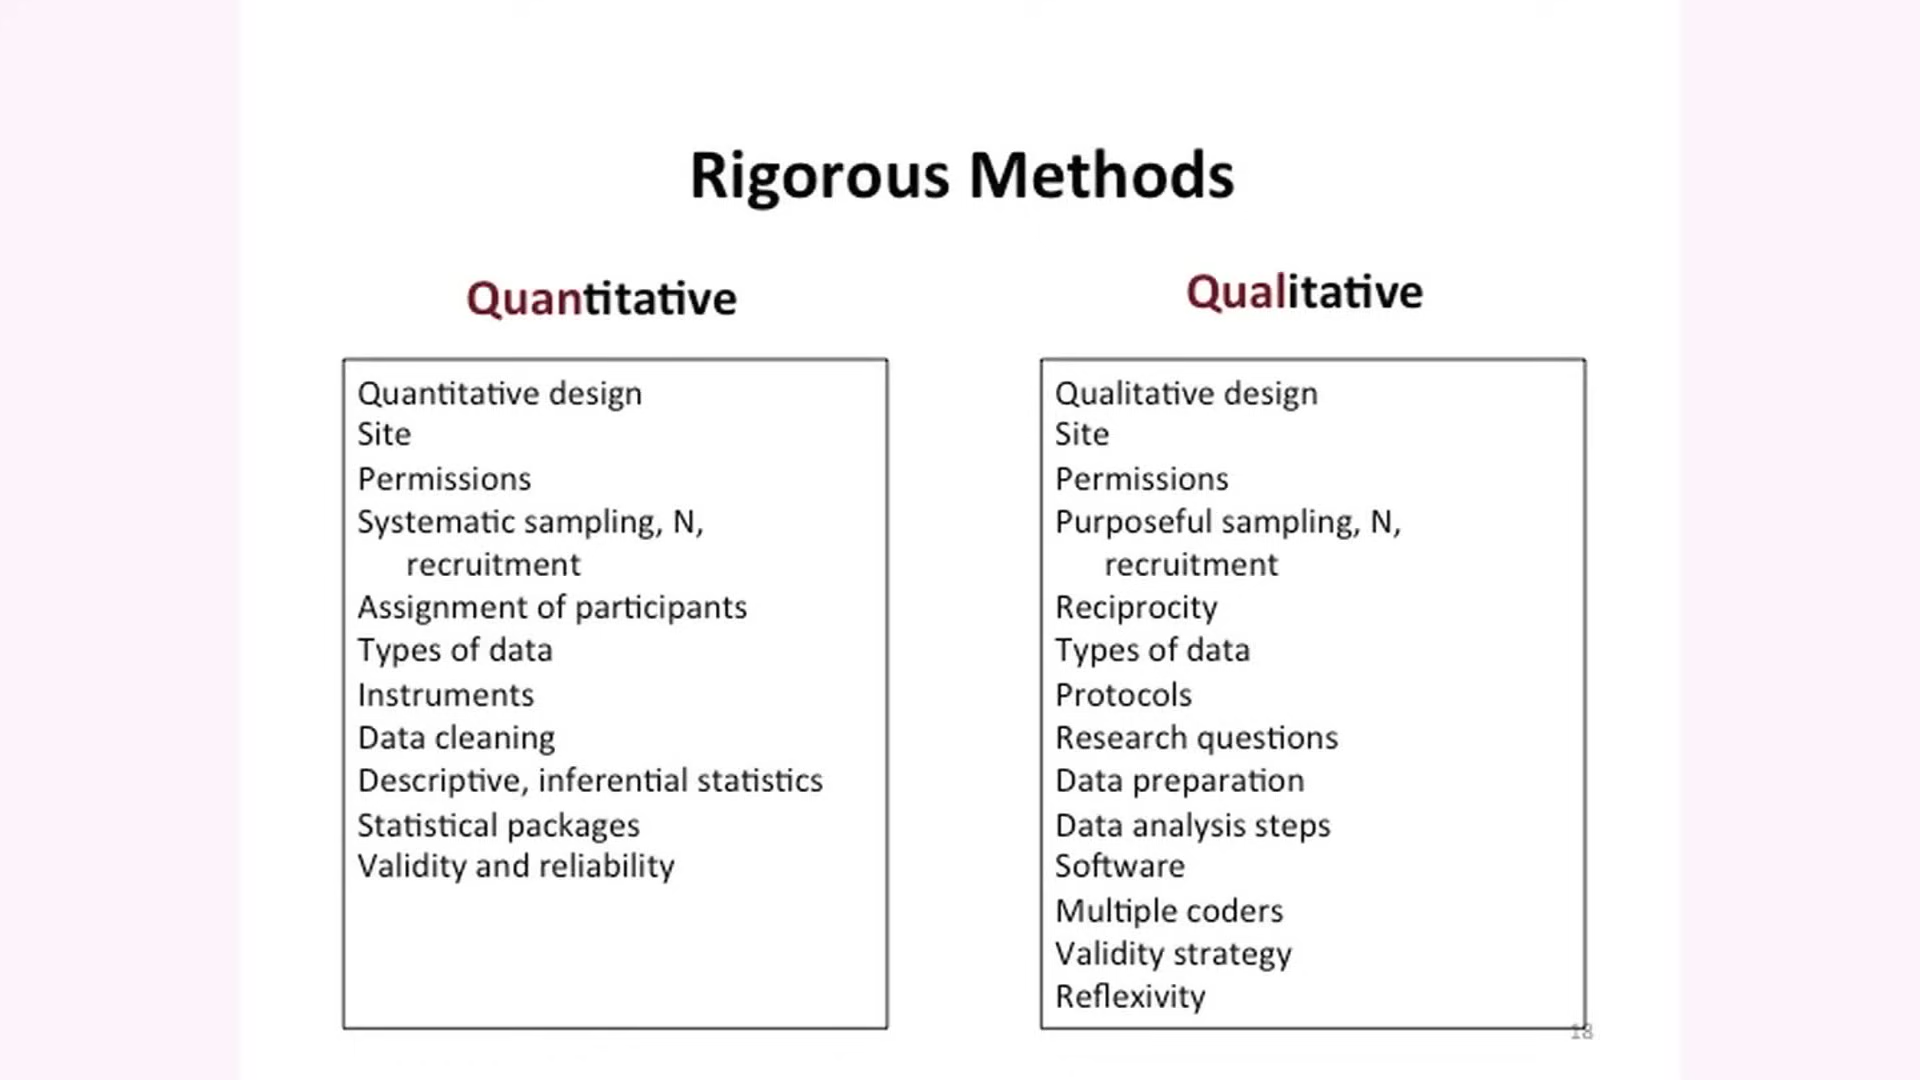 Rigorous Methods
Quantitative
Quantitative design
Site
Permissions
Systematic sampling, N,
recruitment
Assignment of participants
Types of data
Instruments
Data cleaning
Descriptive, inferential statistics
Statistical packages
Validity and reliability
Qualitative
Qualitative design
Site
Permissions
Purposeful sampling, N,
recruitment
Reciprocity
Types of data
Protocols
Research questions
Data preparation
Data analysis steps
Software
Multiple coders
Validity strategy
Reflexivity
18